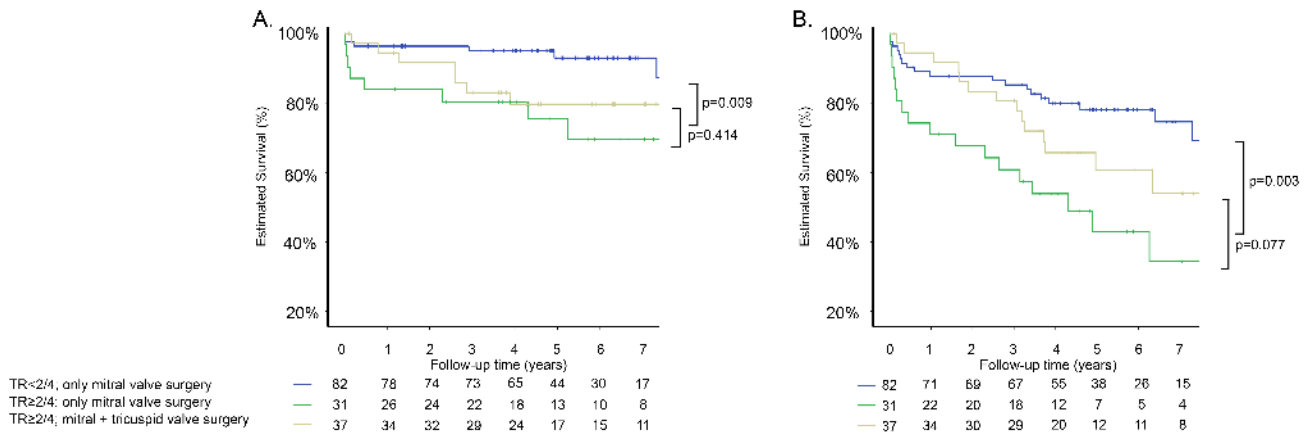 A.
B.
100%
80%
60%
40%
20%
Estimated Survival (%)
p=0.009
p=0.414
0 1 2 3 4 5 6 7
Follow-up time (years)
100%
80%
60%
40%
20%
Estimated Survival (%)
p=0.003
p=0.077
0 1 2 3 4 5 6 7
Follow-up time (years)
TR<2/4; only mitral valve surgery 82 78 74 73 65 44 30 17 82 71 69 67 55 38 26 15
TR≥2/4; only mitral valve surgery 31 26 24 22 18 13 10 8 31 22 20 18 12 7 5 4
TR≥2/4; mitral + tricuspid valve surgery 37 34 32 29 24 17 15 11 37 34 30 29 20 12 11 8